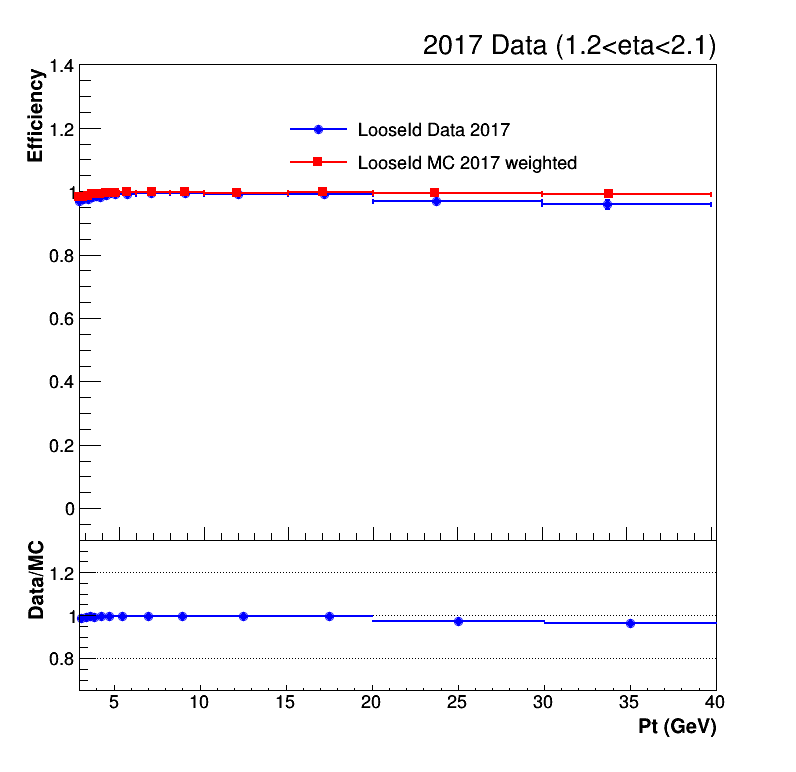 2017 Data (1.2<eta<2.1)
Efficiency
1.4
1.2
1
0.8
0.6
0.4
0.2
0
LooseId Data 2017
LooseId MC 2017 weighted
Data/MC
1.2
1
0.8
5 10 15 20 25 30 35 40
Pt (GeV)